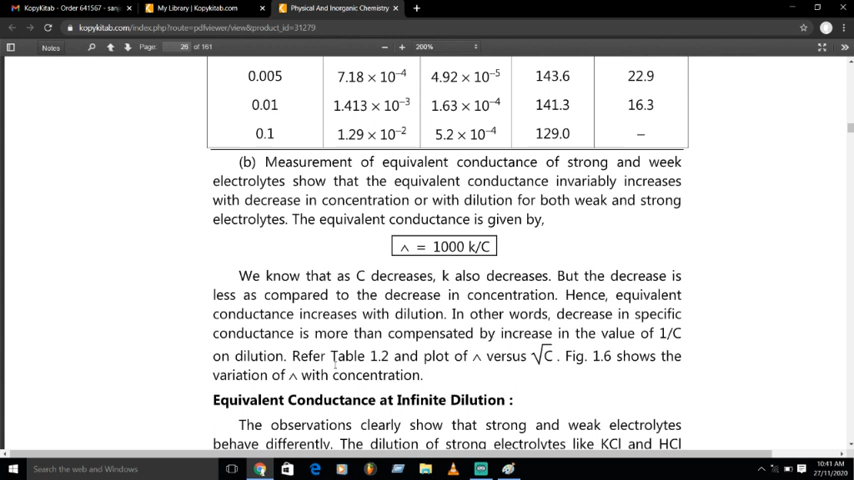 KopyKitab - Order 641567 - sanj
My Library | Kopykitab.com
Physical And Inorganic Chemistry
kopykitab.com/index.php?route=pdfviewer/view&product_id=31279
Notes
Page: 26 of 161
200%
0.005 7.18 × 10⁻⁴ 4.92 × 10⁻⁵ 143.6 22.9
0.01 1.413 × 10⁻³ 1.63 × 10⁻⁴ 141.3 16.3
0.1 1.29 × 10⁻² 5.2 × 10⁻⁴ 129.0 –
(b) Measurement of equivalent conductance of strong and week
electrolytes show that the equivalent conductance invariably increases
with decrease in concentration or with dilution for both weak and strong
electrolytes. The equivalent conductance is given by,
∧ = 1000 k/C
We know that as C decreases, k also decreases. But the decrease is
less as compared to the decrease in concentration. Hence, equivalent
conductance increases with dilution. In other words, decrease in specific
conductance is more than compensated by increase in the value of 1/C
on dilution. Refer Table 1.2 and plot of ∧ versus √C . Fig. 1.6 shows the
variation of ∧ with concentration.
Equivalent Conductance at Infinite Dilution :
The observations clearly show that strong and weak electrolytes
behave differently. The dilution of strong electrolytes like KCl and HCl
Search the web and Windows
10:41 AM
27/11/2020